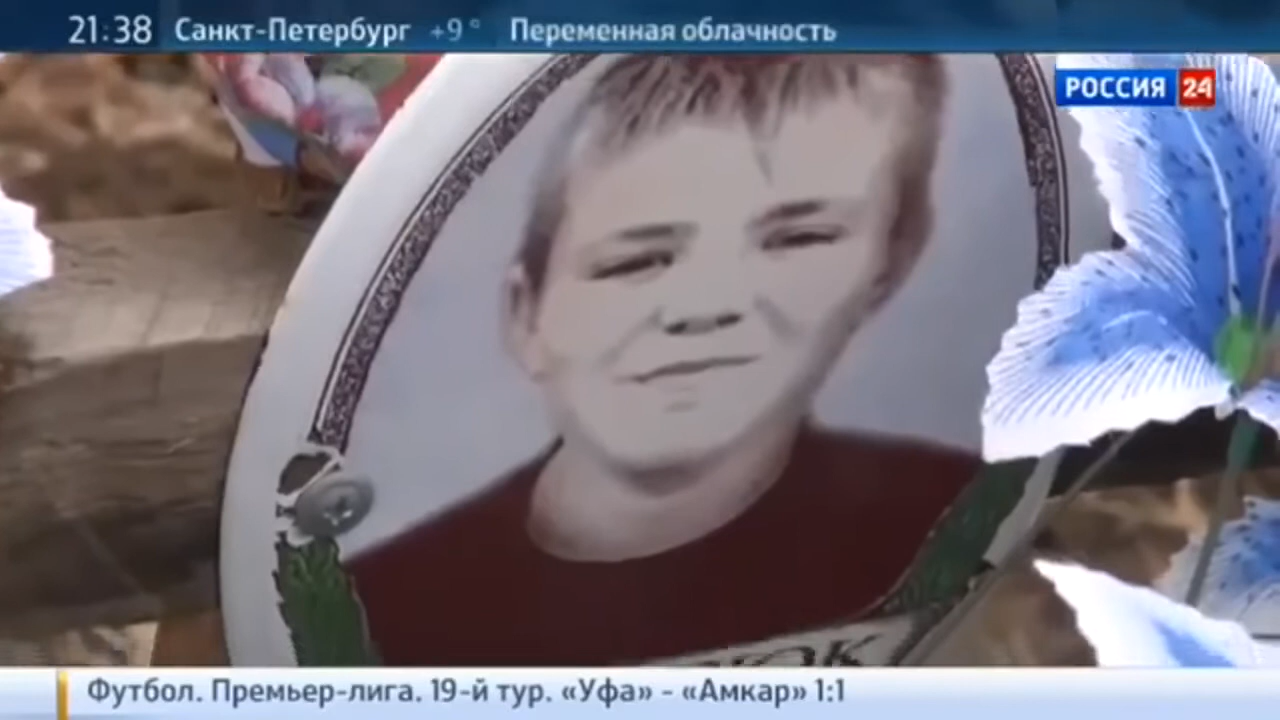 21:38 Санкт-Петербург +9° Переменная облачность
РОССИЯ 24
Футбол. Премьер-лига. 19-й тур. «Уфа» - «Амкар» 1:1